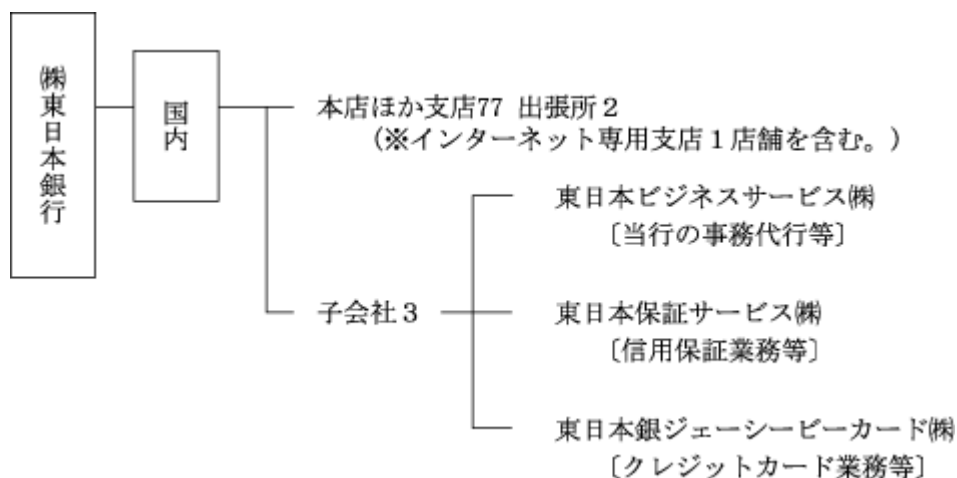 ㈱東日本銀行
国内
本店ほか支店77 出張所２
（※インターネット専用支店１店舗を含む。）
東日本ビジネスサービス㈱
〔当行の事務代行等〕
子会社３
東日本保証サービス㈱
〔信用保証業務等〕
東日本銀ジェーシービーカード㈱
〔クレジットカード業務等〕